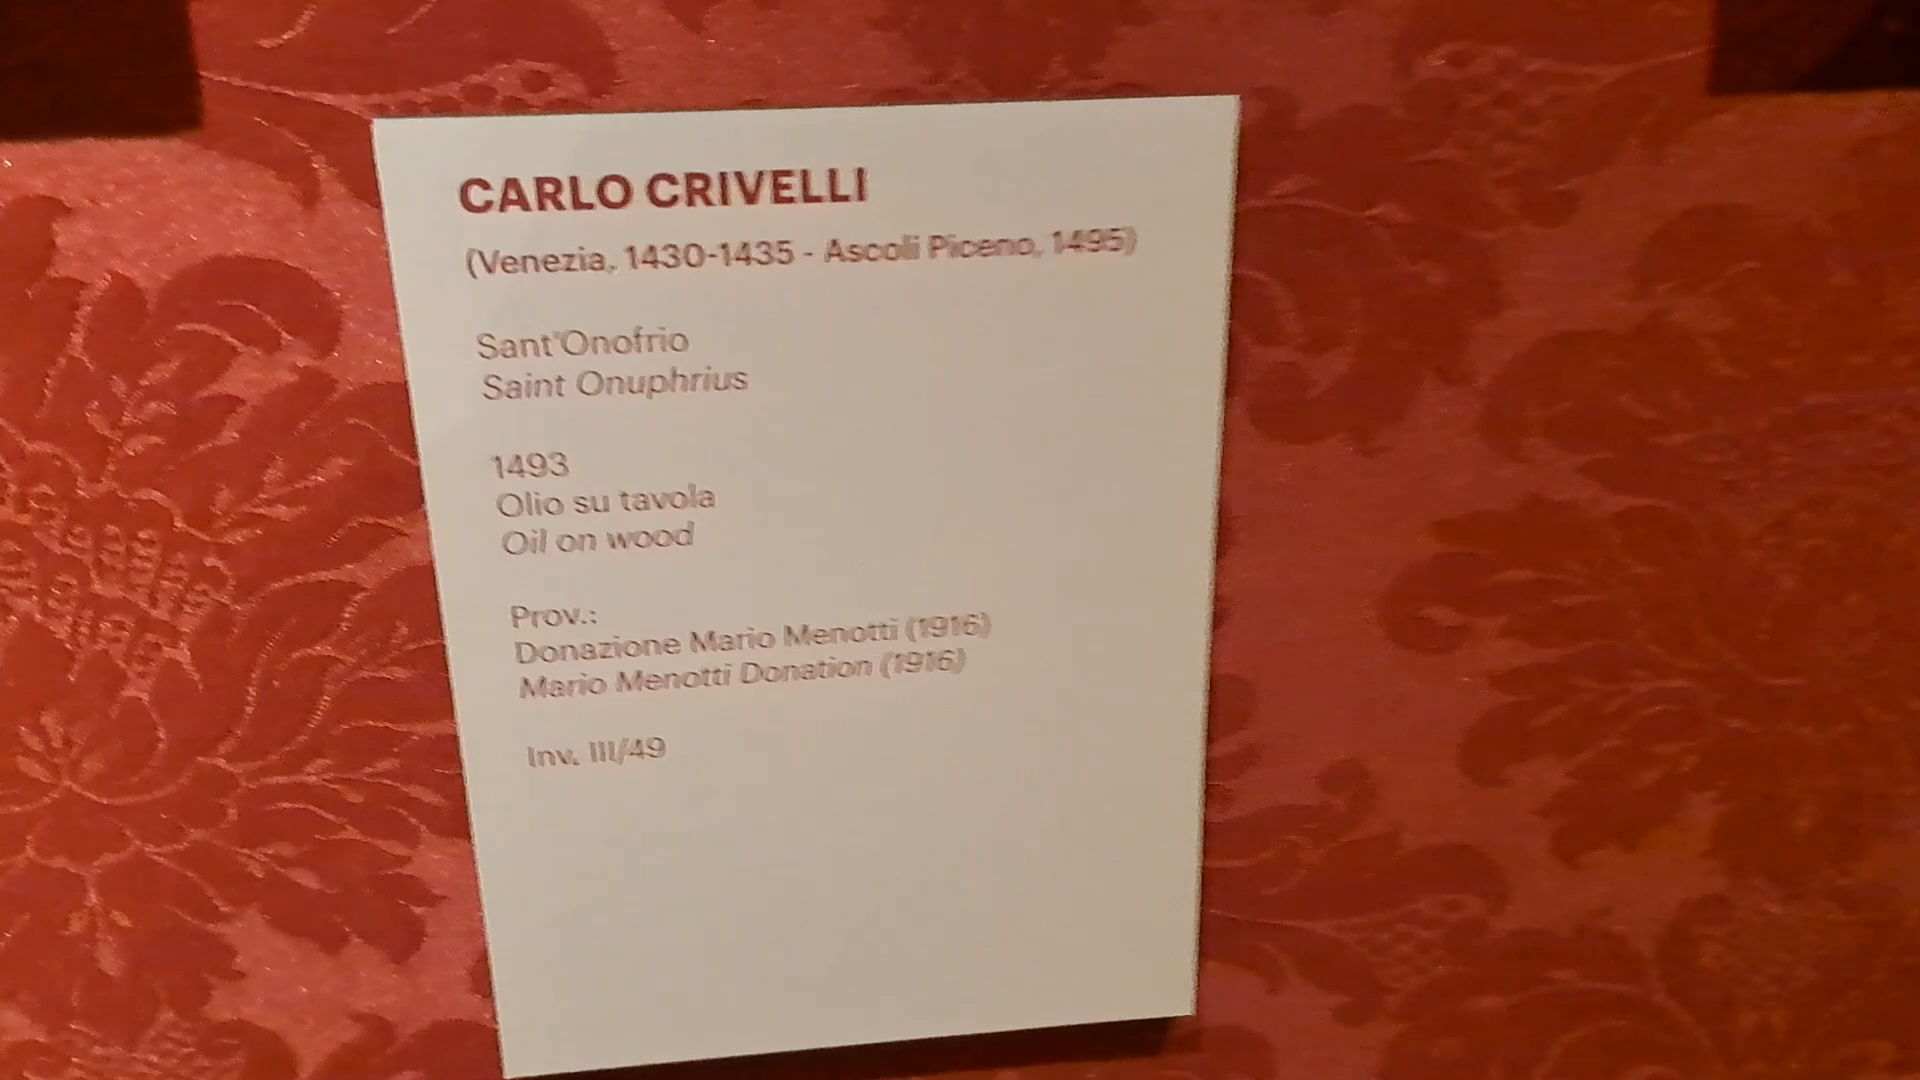 CARLO CRIVELLI
(Venezia, 1430-1435 - Ascoli Piceno, 1495)
Sant'Onofrio
Saint Onuphrius
1493
Olio su tavola
Oil on wood
Prov.:
Donazione Mario Menotti (1916)
Mario Menotti Donation (1916)
Inv. III/49